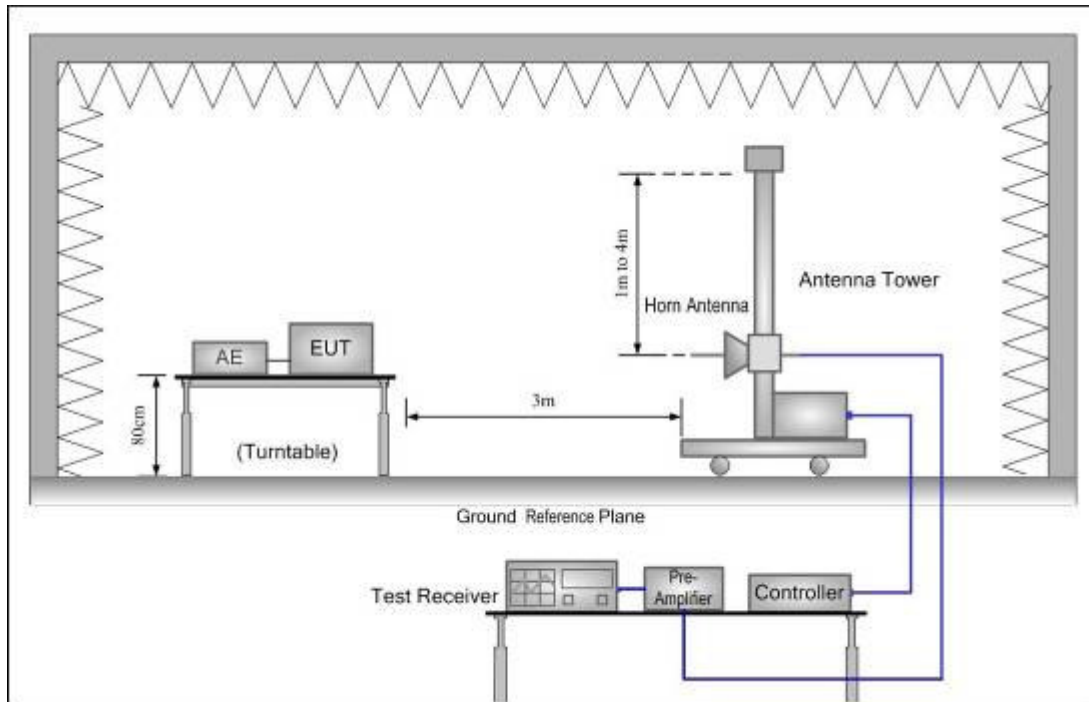 1m to 4m
Antenna Tower
Horn Antenna
AE
EUT
80cm
3m
(Turntable)
Ground Reference Plane
Test Receiver
Pre-
Amplifier
Controller